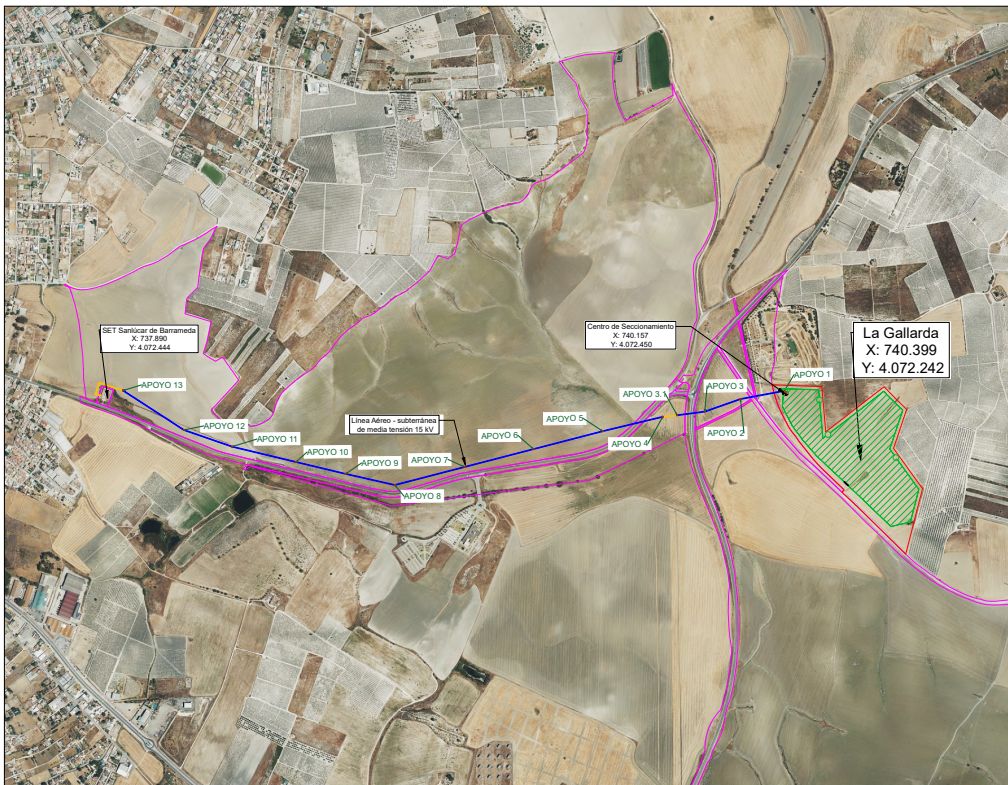 SET Sanlúcar de Barrameda
X: 737.890
Y: 4.072.444
Centro de Seccionamiento
X: 740.157
Y: 4.072.450
La Gallarda
X: 740.399
Y: 4.072.242
APOYO 13
APOYO 1
APOYO 3.1
APOYO 3
APOYO 2
APOYO 12
Línea Aéreo - subterránea
de media tensión 15 kV
APOYO 5
APOYO 11
APOYO 6
APOYO 4
APOYO 10
APOYO 9
APOYO 7
APOYO 8